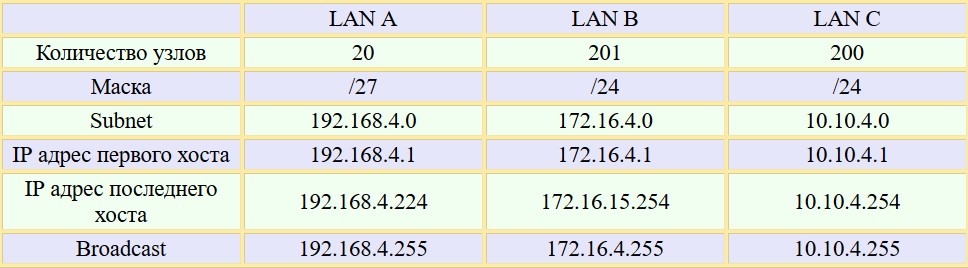 LAN A LAN B LAN C
Количество узлов 20 201 200
Маска /27 /24 /24
Subnet 192.168.4.0 172.16.4.0 10.10.4.0
IP адрес первого хоста 192.168.4.1 172.16.4.1 10.10.4.1
IP адрес последнего
хоста 192.168.4.224 172.16.15.254 10.10.4.254
Broadcast 192.168.4.255 172.16.4.255 10.10.4.255